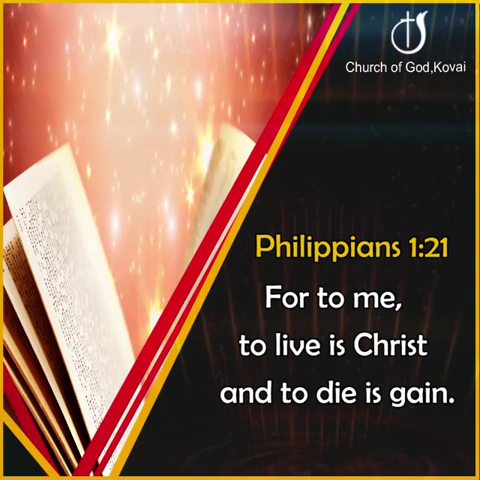 Church of God,Kovai
Philippians 1:21
For to me,
to live is Christ
and to die is gain.